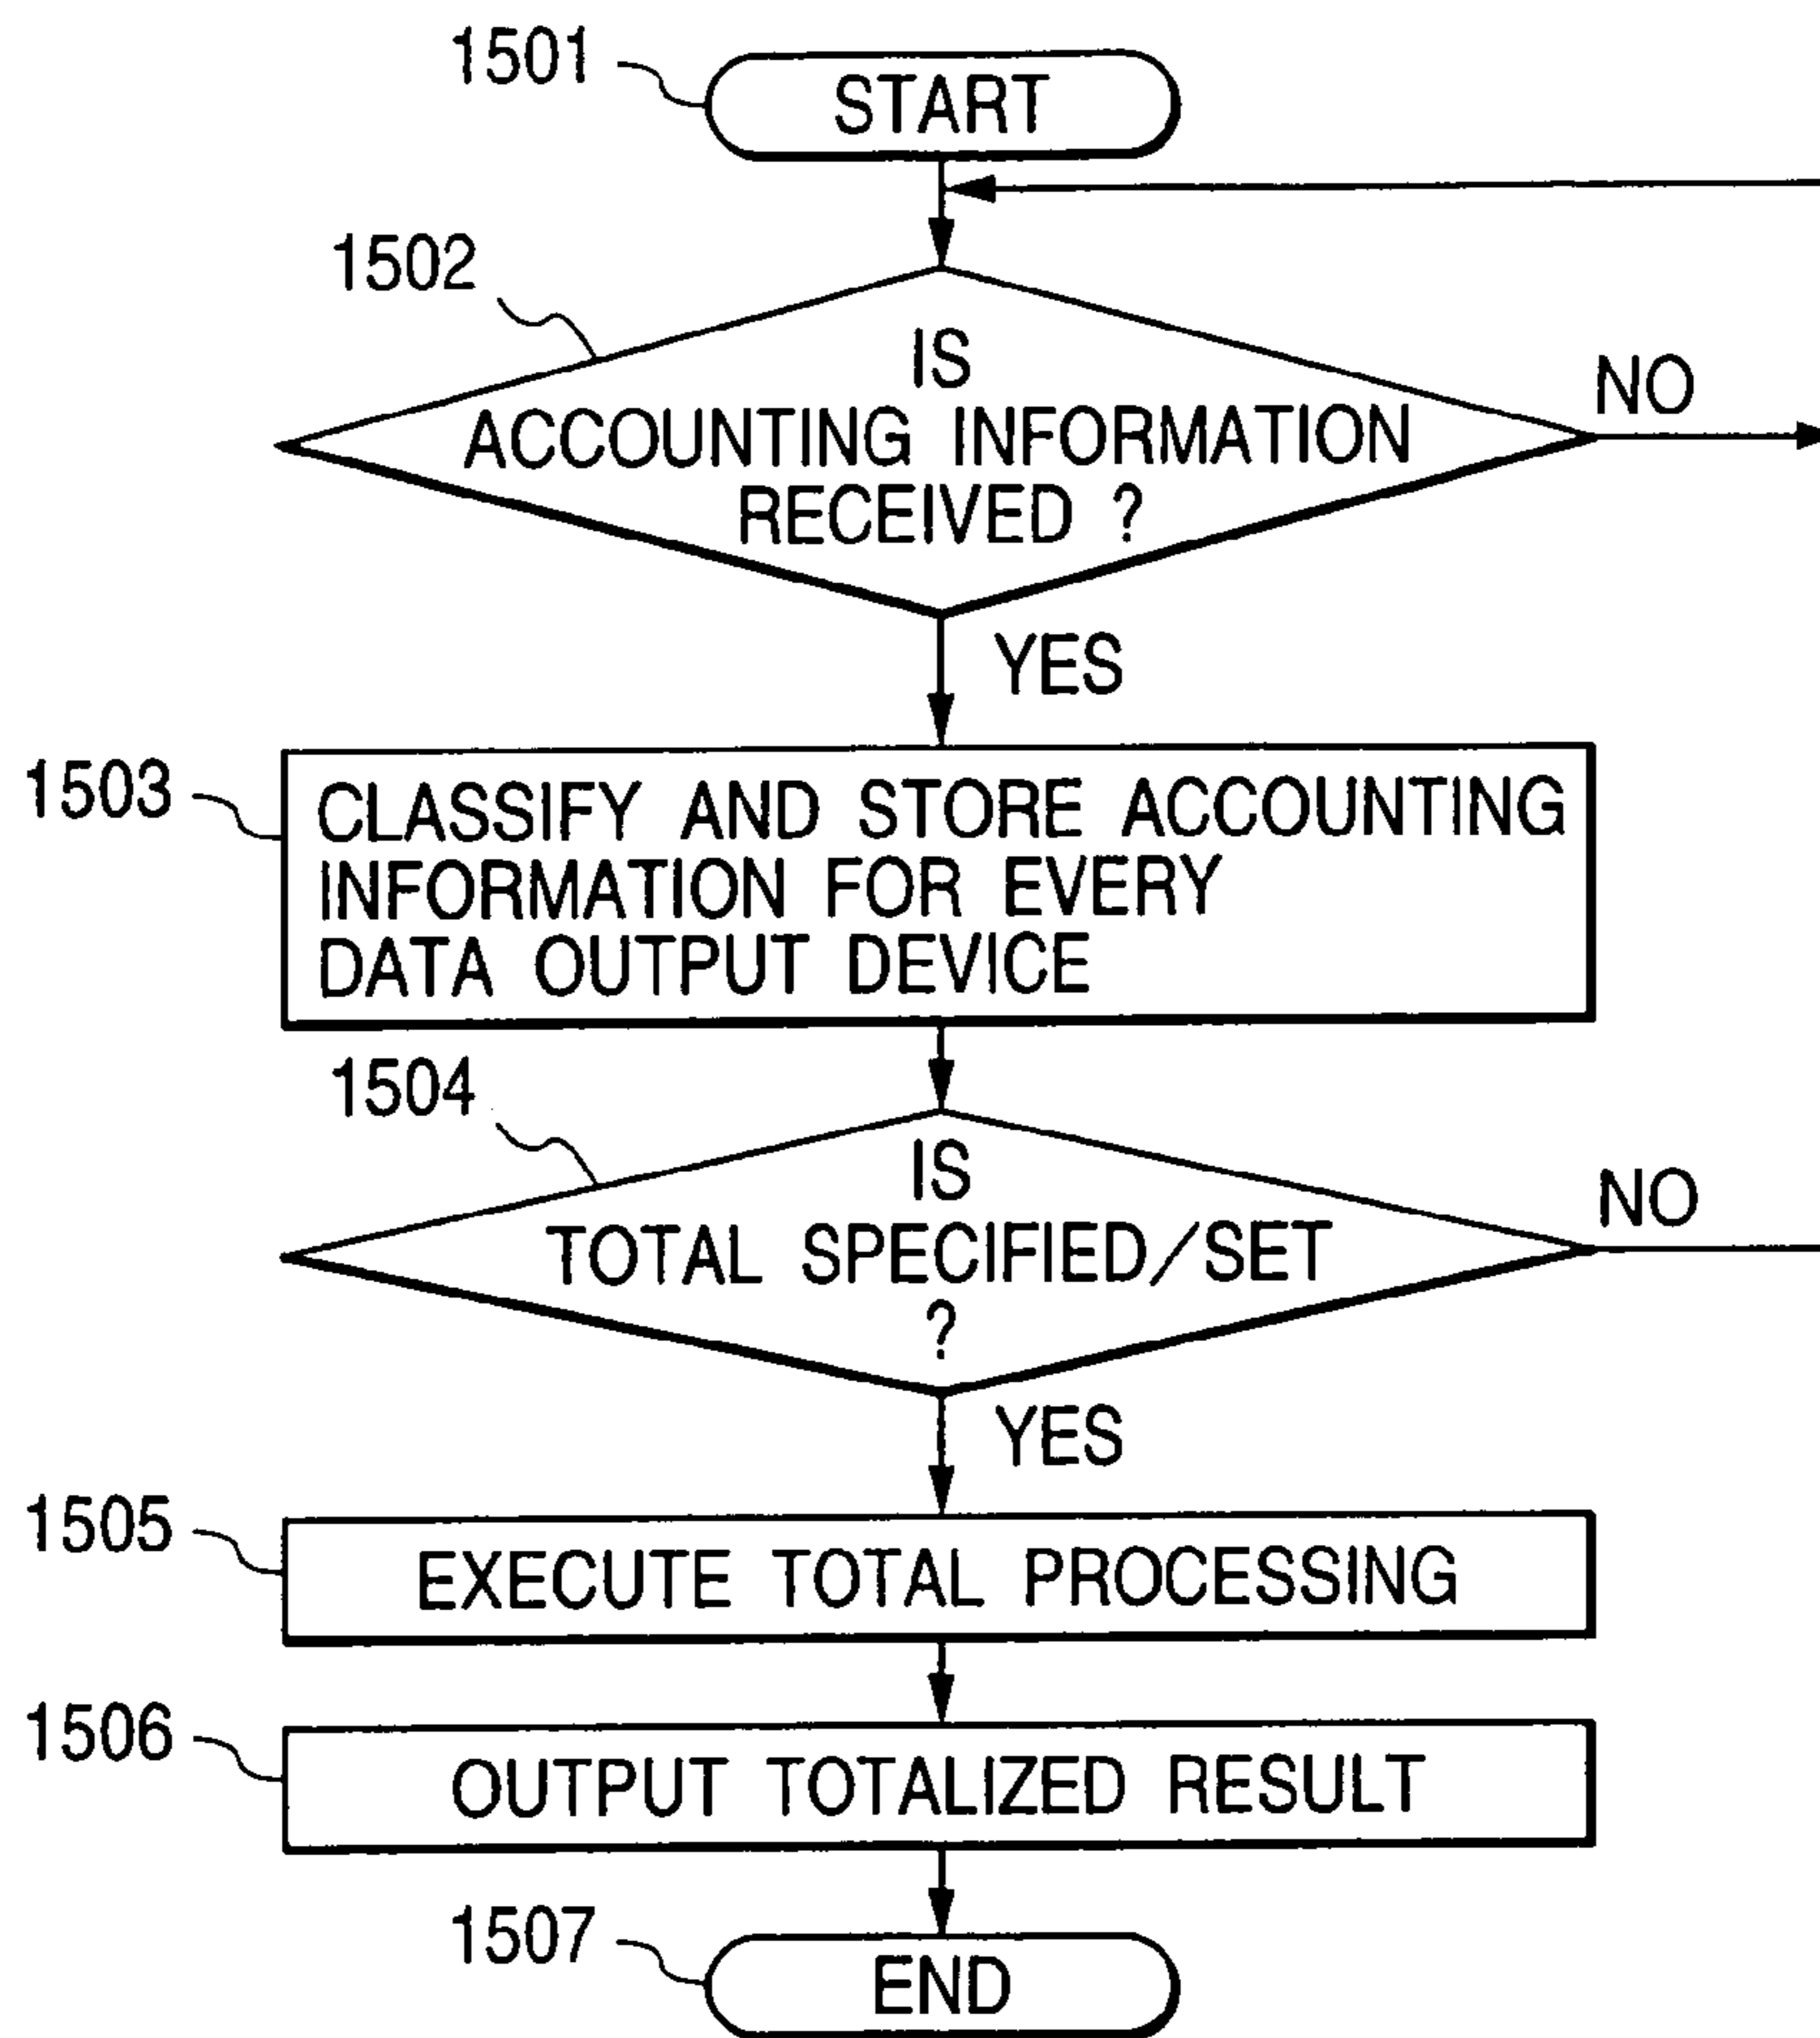 1501
START
1502
IS
ACCOUNTING INFORMATION
RECEIVED ?
NO
YES
1503
CLASSIFY AND STORE ACCOUNTING
INFORMATION FOR EVERY
DATA OUTPUT DEVICE
1504
IS
TOTAL SPECIFIED/SET
?
NO
YES
1505
EXECUTE TOTAL PROCESSING
1506
OUTPUT TOTALIZED RESULT
1507
END